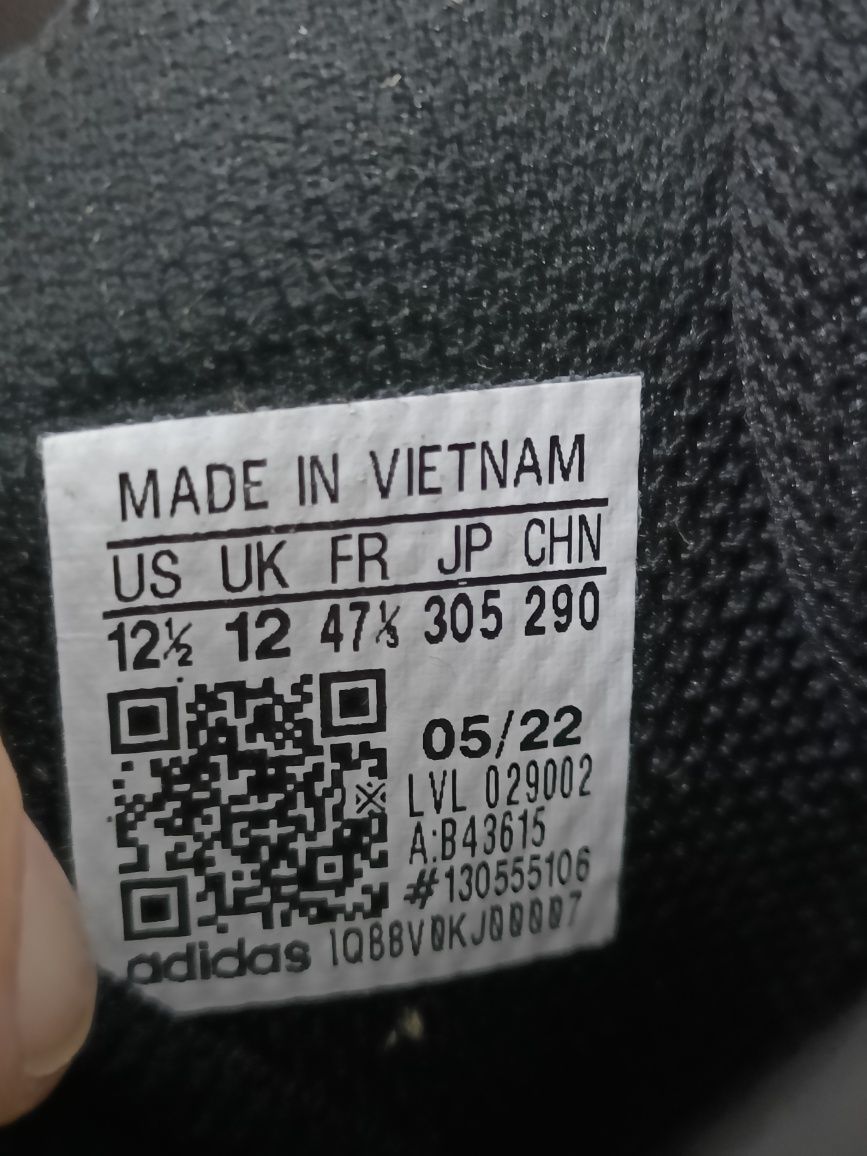 MADE IN VIETNAM
US UK FR JP CHN
12½ 12 47⅓ 305 290
05/22
LVL 029002
A:B43615
#130555106
adidas 1QB8V0KJ00007